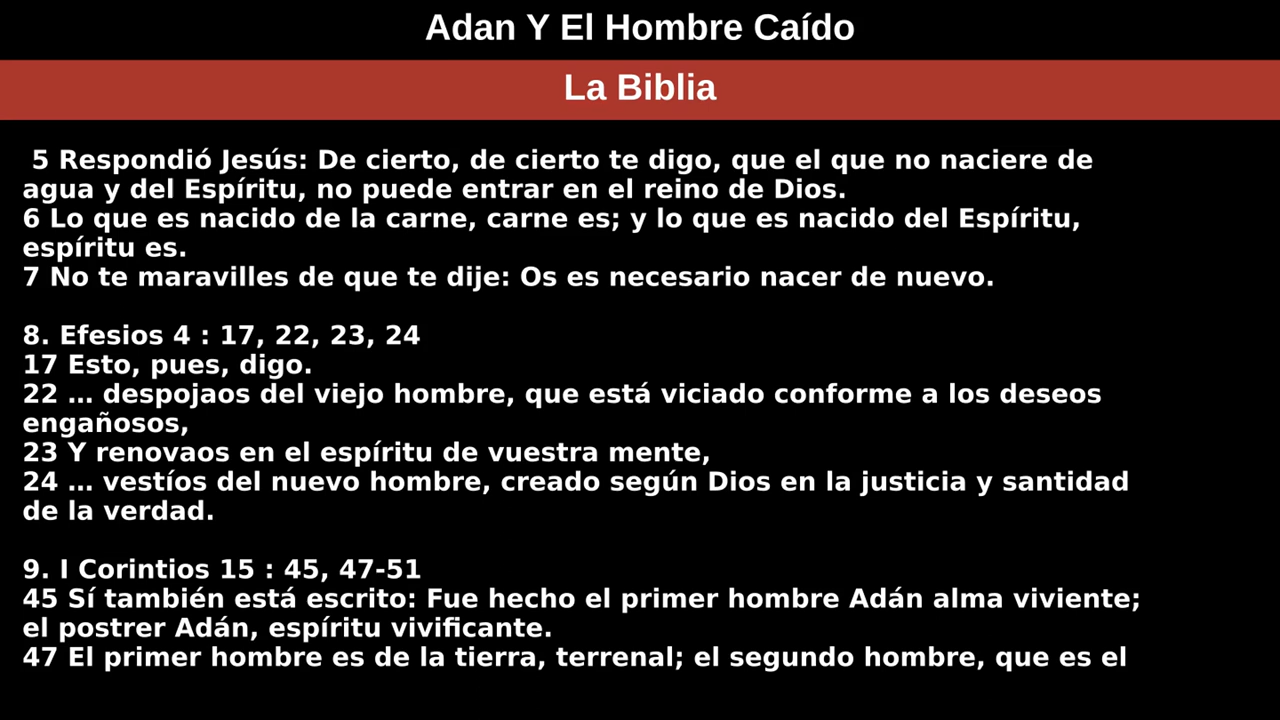 Adan Y El Hombre Caído
La Biblia
5 Respondió Jesús: De cierto, de cierto te digo, que el que no naciere de
agua y del Espíritu, no puede entrar en el reino de Dios.
6 Lo que es nacido de la carne, carne es; y lo que es nacido del Espíritu,
espíritu es.
7 No te maravilles de que te dije: Os es necesario nacer de nuevo.
8. Efesios 4 : 17, 22, 23, 24
17 Esto, pues, digo.
22 … despojaos del viejo hombre, que está viciado conforme a los deseos
engañosos,
23 Y renovaos en el espíritu de vuestra mente,
24 … vestíos del nuevo hombre, creado según Dios en la justicia y santidad
de la verdad.
9. I Corintios 15 : 45, 47-51
45 Sí también está escrito: Fue hecho el primer hombre Adán alma viviente;
el postrer Adán, espíritu vivificante.
47 El primer hombre es de la tierra, terrenal; el segundo hombre, que es el